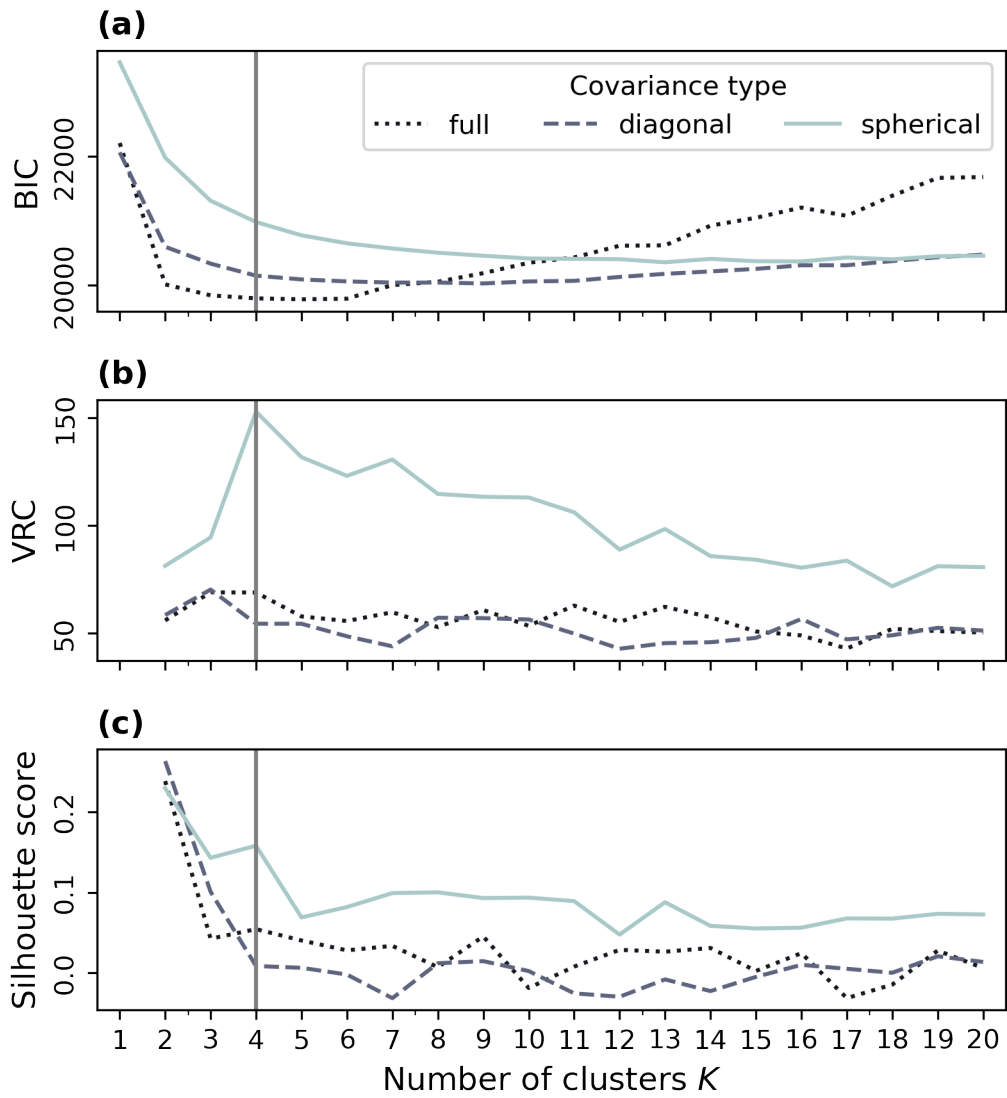 (a)
BIC
22000
20000
Covariance type
full diagonal spherical
(b)
VRC
150
100
50
(c)
Silhouette score
0.2
0.1
0.0
1 2 3 4 5 6 7 8 9 10 11 12 13 14 15 16 17 18 19 20
Number of clusters K